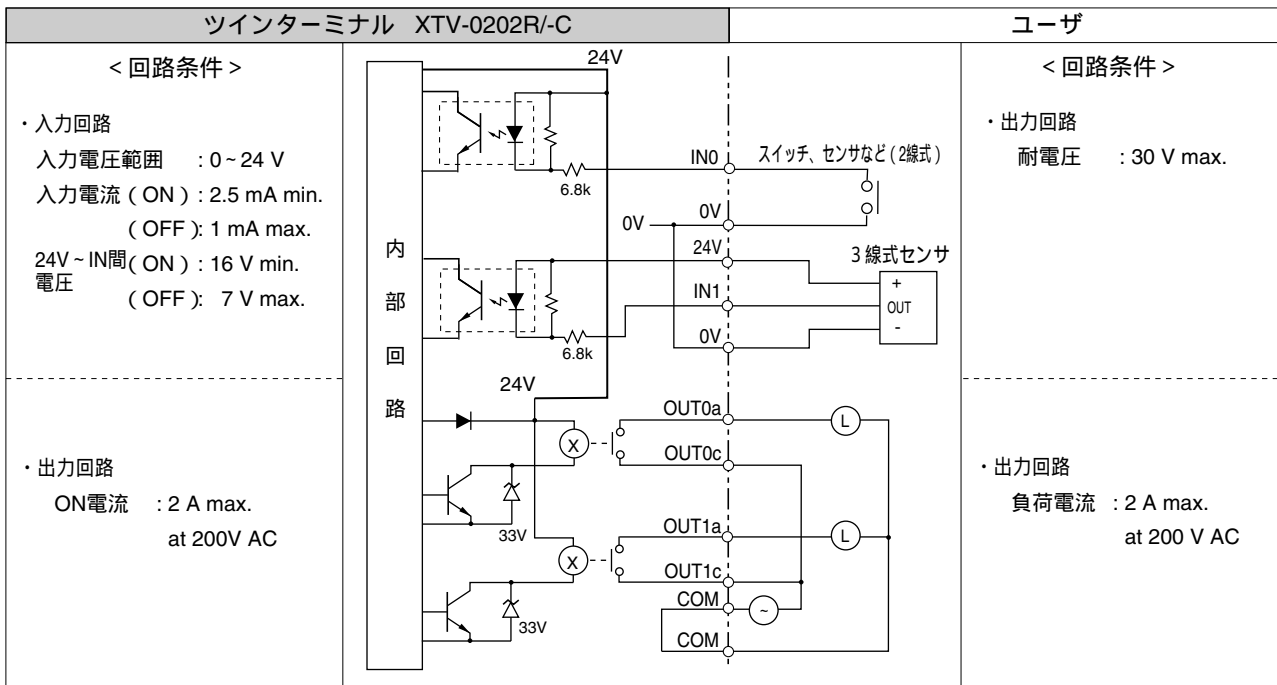 ツインターミナル XTV-0202R/-C
ユーザ
<回路条件>
・入力回路
入力電圧範囲 : 0~24 V
入力電流 ( ON ) : 2.5 mA min.
( OFF ): 1 mA max.
24V~IN間電圧 ( ON ) : 16 V min.
( OFF ): 7 V max.
・出力回路
ON電流 : 2 A max.
at 200V AC
内部回路
24V
6.8k
IN0
スイッチ、センサなど(2線式)
0V
0V
24V
3線式センサ
IN1
+
OUT
-
0V
6.8k
24V
OUT0a
L
X
OUT0c
33V
OUT1a
L
X
OUT1c
COM
~
33V
COM
<回路条件>
・出力回路
耐電圧 : 30 V max.
・出力回路
負荷電流 : 2 A max.
at 200 V AC